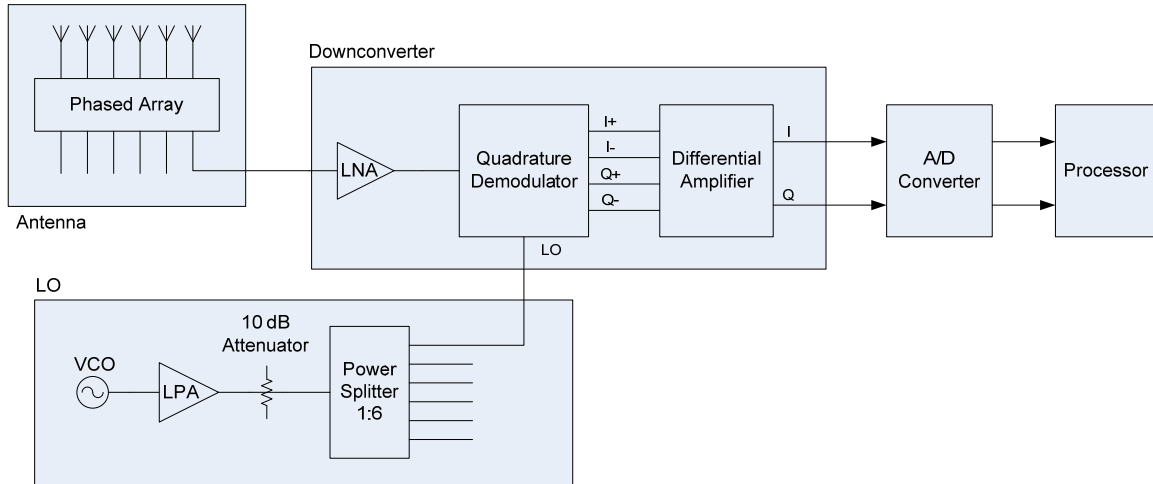 Phased Array
Antenna
Downconverter
LNA
Quadrature
Demodulator
I+
I-
Q+
Q-
LO
Differential
Amplifier
I
Q
A/D
Converter
Processor
LO
VCO
LPA
10 dB
Attenuator
Power
Splitter
1:6